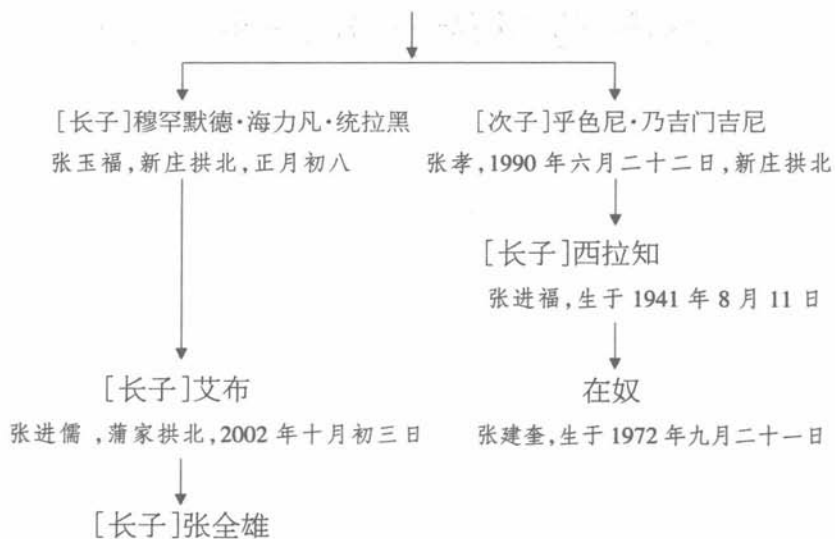 [长子]穆罕默德·海力凡·统拉黑
张玉福,新庄拱北,正月初八
[次子]乎色尼·乃吉门吉尼
张孝,1990年六月二十二日,新庄拱北
[长子]西拉知
张进福,生于1941年8月11日
[长子]艾布
张进儒,蒲家拱北,2002年十月初三日
在奴
张建奎,生于1972年九月二十一日
[长子]张全雄